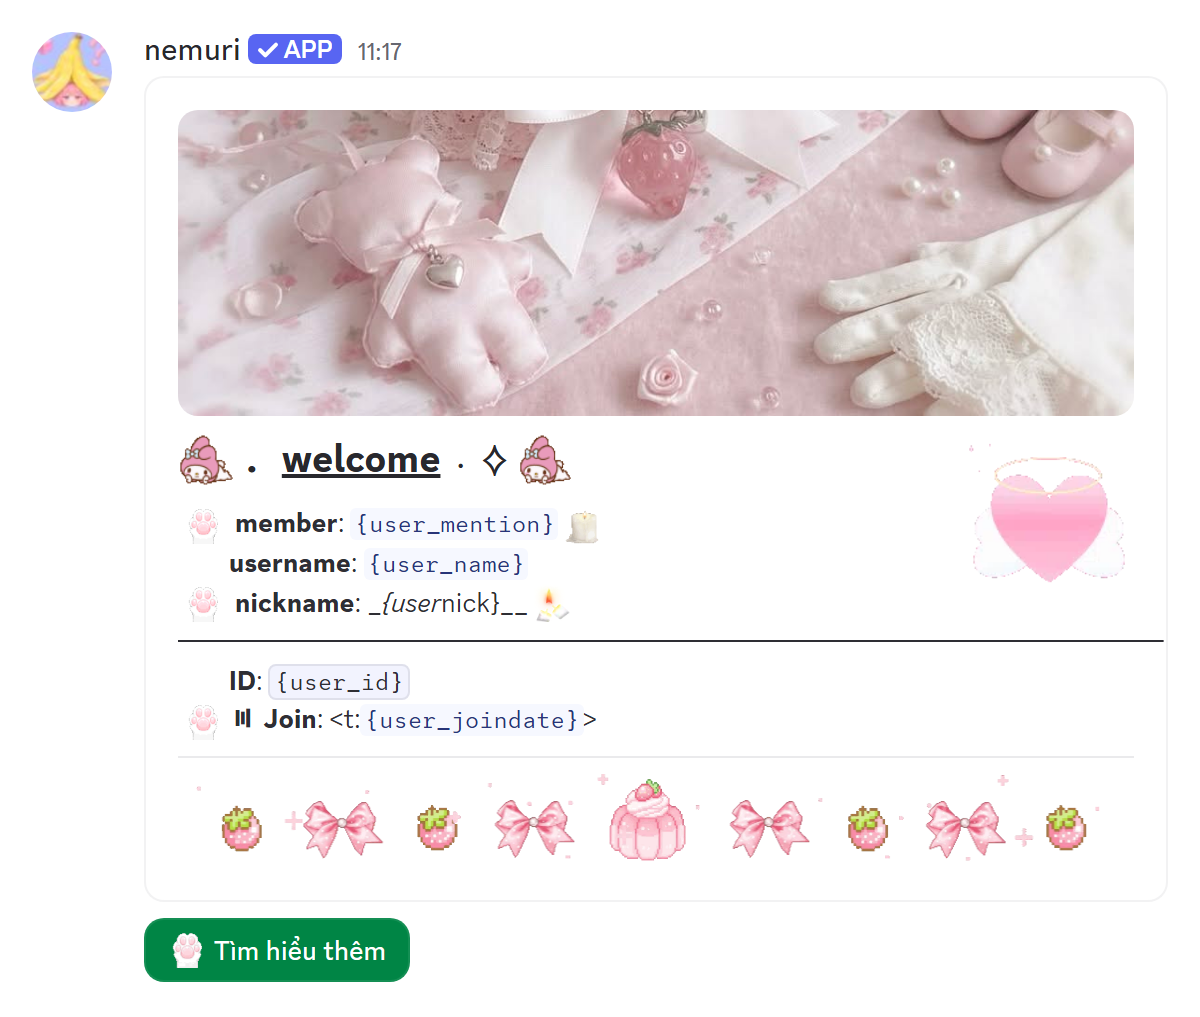 nemuri ✓ APP 11:17
. welcome · ✧
member: {user_mention}
username: {user_name}
nickname: _{usernick}__
ID: {user_id}
Join: <t:{user_joindate}>
Tìm hiểu thêm